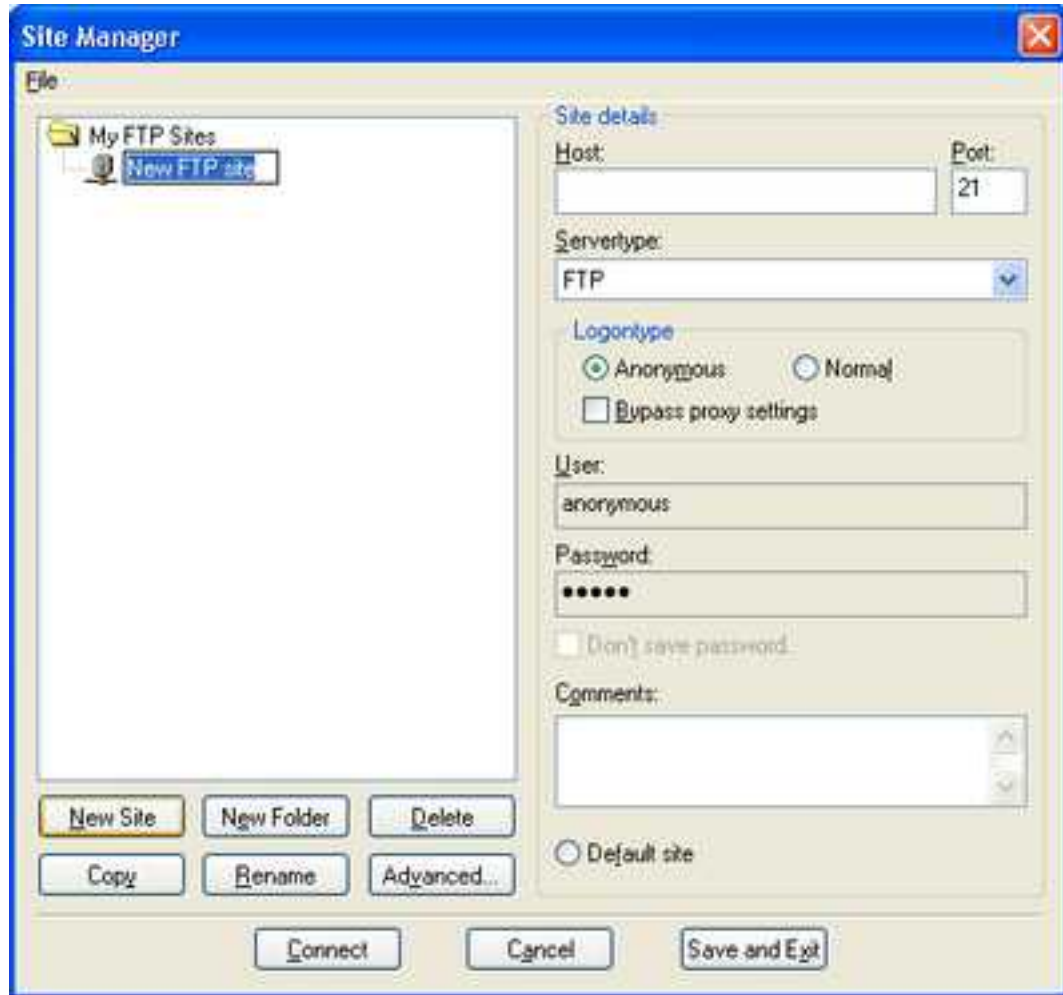 Site Manager
File
My FTP Sites
New FTP site
Site details
Host:
Port:
21
Servertype:
FTP
Logontype
Anonymous
Normal
Bypass proxy settings
User:
anonymous
Password:
•••••
Don't save password
Comments:
Default site
New Site
New Folder
Delete
Copy
Rename
Advanced...
Connect
Cancel
Save and Exit